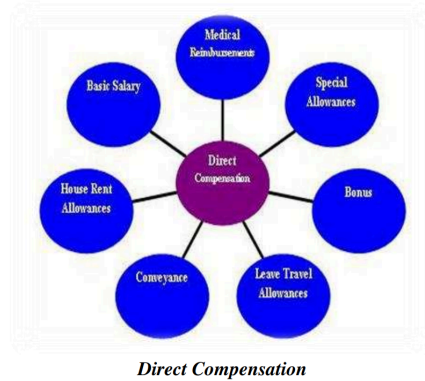 Medical
Reimbursements
Basic Salary
Special
Allowances
Direct
Compensation
House Rent
Allowances
Bonus
Conveyance
Leave Travel
Allowances
Direct Compensation